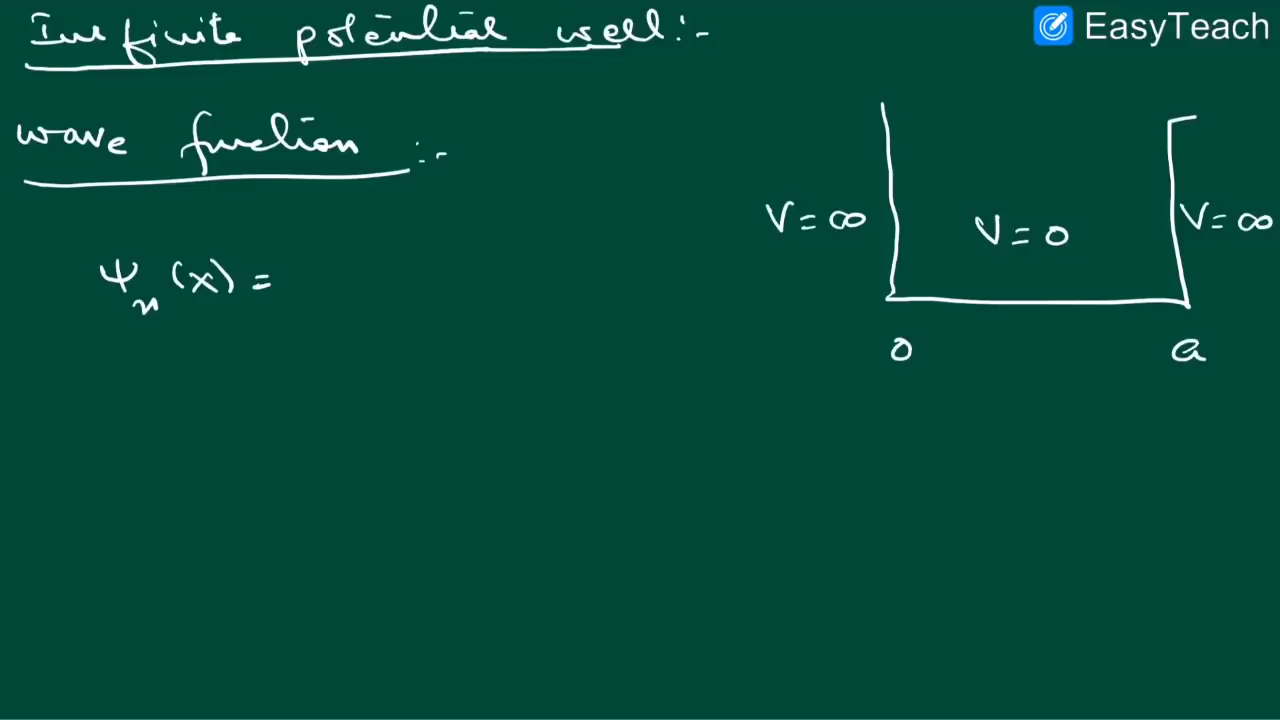 Infinite potential well:-
EasyTeach
wave function :-
V = ∞
V = 0
V = ∞
Ψn (x) =
0
a